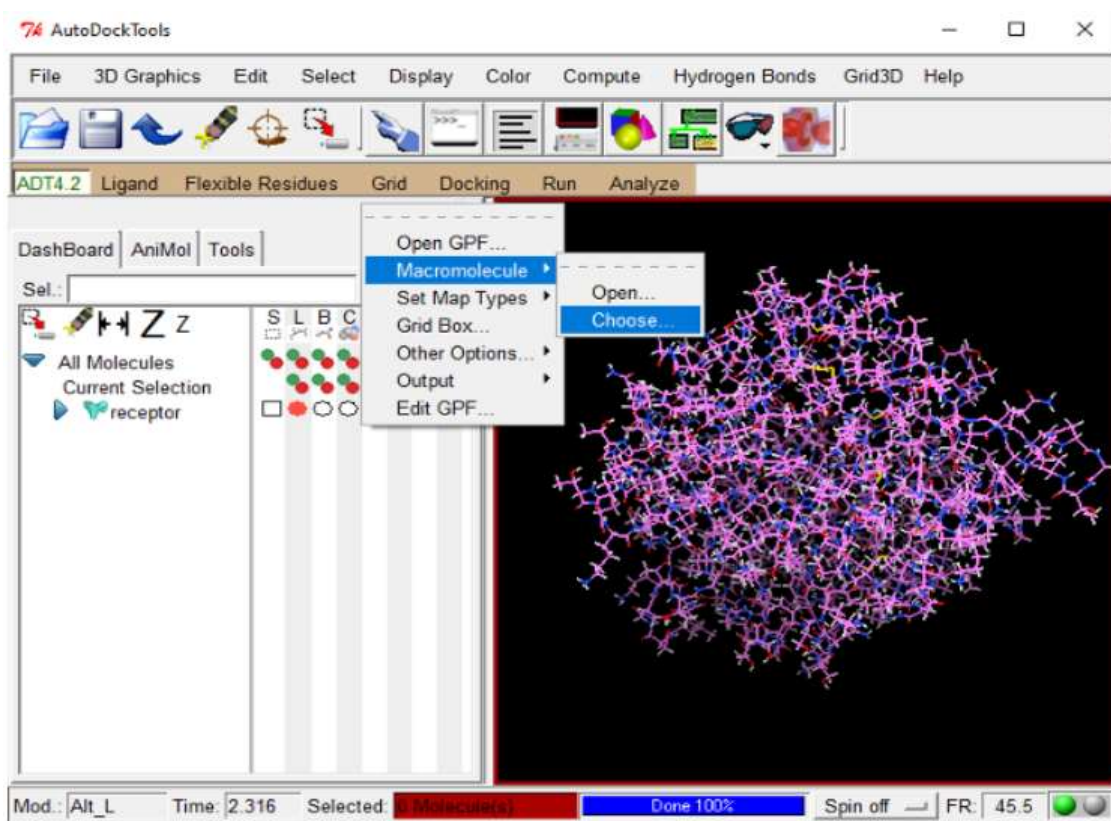 AutoDockTools
File 3D Graphics Edit Select Display Color Compute Hydrogen Bonds Grid3D Help
>>>_
ADT4.2 Ligand Flexible Residues Grid Docking Run Analyze
Open GPF...
DashBoard AniMol Tools
Macromolecule
Sel.:
Set Map Types
Open...
Z Z
S L B C
Grid Box...
Choose...
All Molecules
Other Options...
Current Selection
Output
receptor
Edit GPF...
Mod.: Alt_L Time: 2.316 Selected: 0 Molecule(s) Done 100% Spin off FR: 45.5